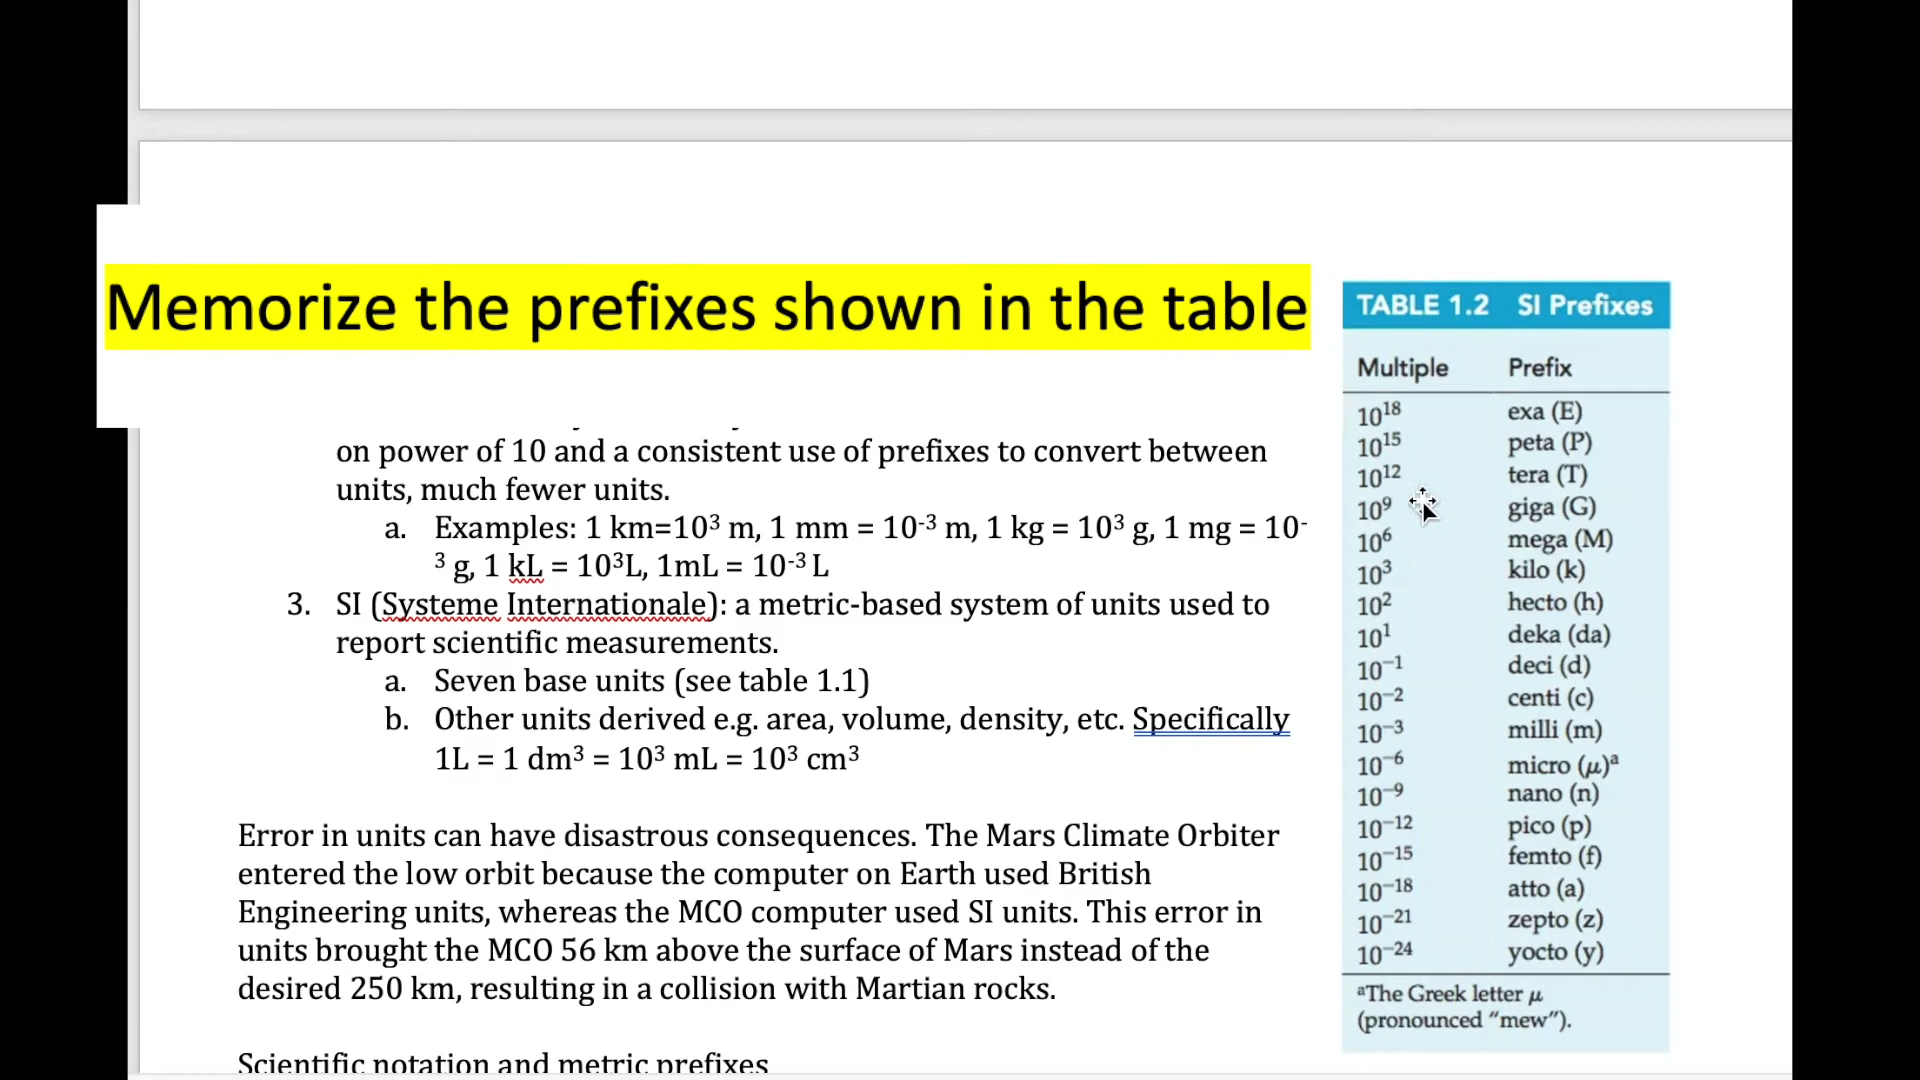 Memorize the prefixes shown in the table
on power of 10 and a consistent use of prefixes to convert between
units, much fewer units.
a. Examples: 1 km=10³ m, 1 mm = 10⁻³ m, 1 kg = 10³ g, 1 mg = 10⁻
³ g, 1 kL = 10³L, 1mL = 10⁻³ L
3. SI (Systeme Internationale): a metric-based system of units used to
report scientific measurements.
a. Seven base units (see table 1.1)
b. Other units derived e.g. area, volume, density, etc. Specifically
1L = 1 dm³ = 10³ mL = 10³ cm³
Error in units can have disastrous consequences. The Mars Climate Orbiter
entered the low orbit because the computer on Earth used British
Engineering units, whereas the MCO computer used SI units. This error in
units brought the MCO 56 km above the surface of Mars instead of the
desired 250 km, resulting in a collision with Martian rocks.
Scientific notation and metric prefixes
TABLE 1.2 SI Prefixes
Multiple Prefix
10¹⁸ exa (E)
10¹⁵ peta (P)
10¹² tera (T)
10⁹ giga (G)
10⁶ mega (M)
10³ kilo (k)
10² hecto (h)
10¹ deka (da)
10⁻¹ deci (d)
10⁻² centi (c)
10⁻³ milli (m)
10⁻⁶ micro (μ)ᵃ
10⁻⁹ nano (n)
10⁻¹² pico (p)
10⁻¹⁵ femto (f)
10⁻¹⁸ atto (a)
10⁻²¹ zepto (z)
10⁻²⁴ yocto (y)
ᵃThe Greek letter μ
(pronounced “mew”).